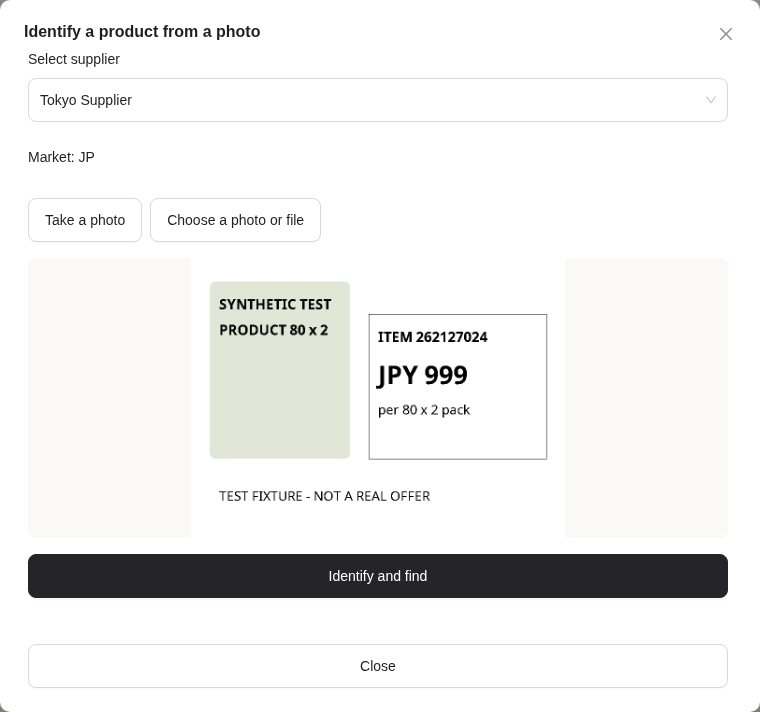 Identify a product from a photo
Select supplier
Tokyo Supplier
Market: JP
Take a photo
Choose a photo or file
SYNTHETIC TEST
PRODUCT 80 x 2
ITEM 262127024
JPY 999
per 80 x 2 pack
TEST FIXTURE - NOT A REAL OFFER
Identify and find
Close